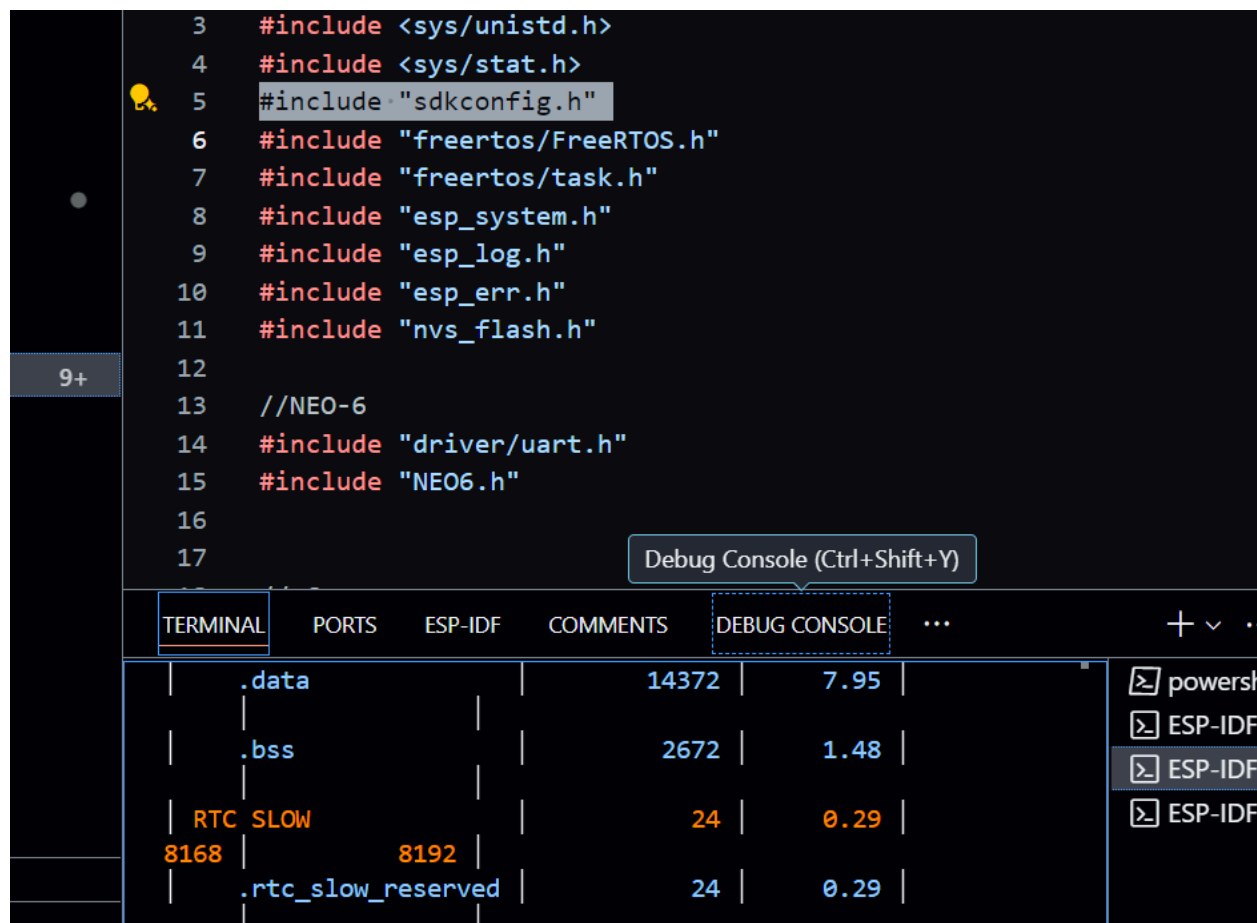 3 #include <sys/unistd.h>
4 #include <sys/stat.h>
5 #include "sdkconfig.h"
6 #include "freertos/FreeRTOS.h"
7 #include "freertos/task.h"
8 #include "esp_system.h"
9 #include "esp_log.h"
10 #include "esp_err.h"
11 #include "nvs_flash.h"
9+
12
13 //NEO-6
14 #include "driver/uart.h"
15 #include "NEO6.h"
16
17
Debug Console (Ctrl+Shift+Y)
TERMINAL PORTS ESP-IDF COMMENTS DEBUG CONSOLE ···
│ .data │ 14372 │ 7.95 │
│ │
│ .bss │ 2672 │ 1.48 │
│ │
│ RTC SLOW │ 24 │ 0.29 │
8168 │ 8192 │
│ .rtc_slow_reserved │ 24 │ 0.29 │
│ │
powersh
ESP-IDF
ESP-IDF
ESP-IDF